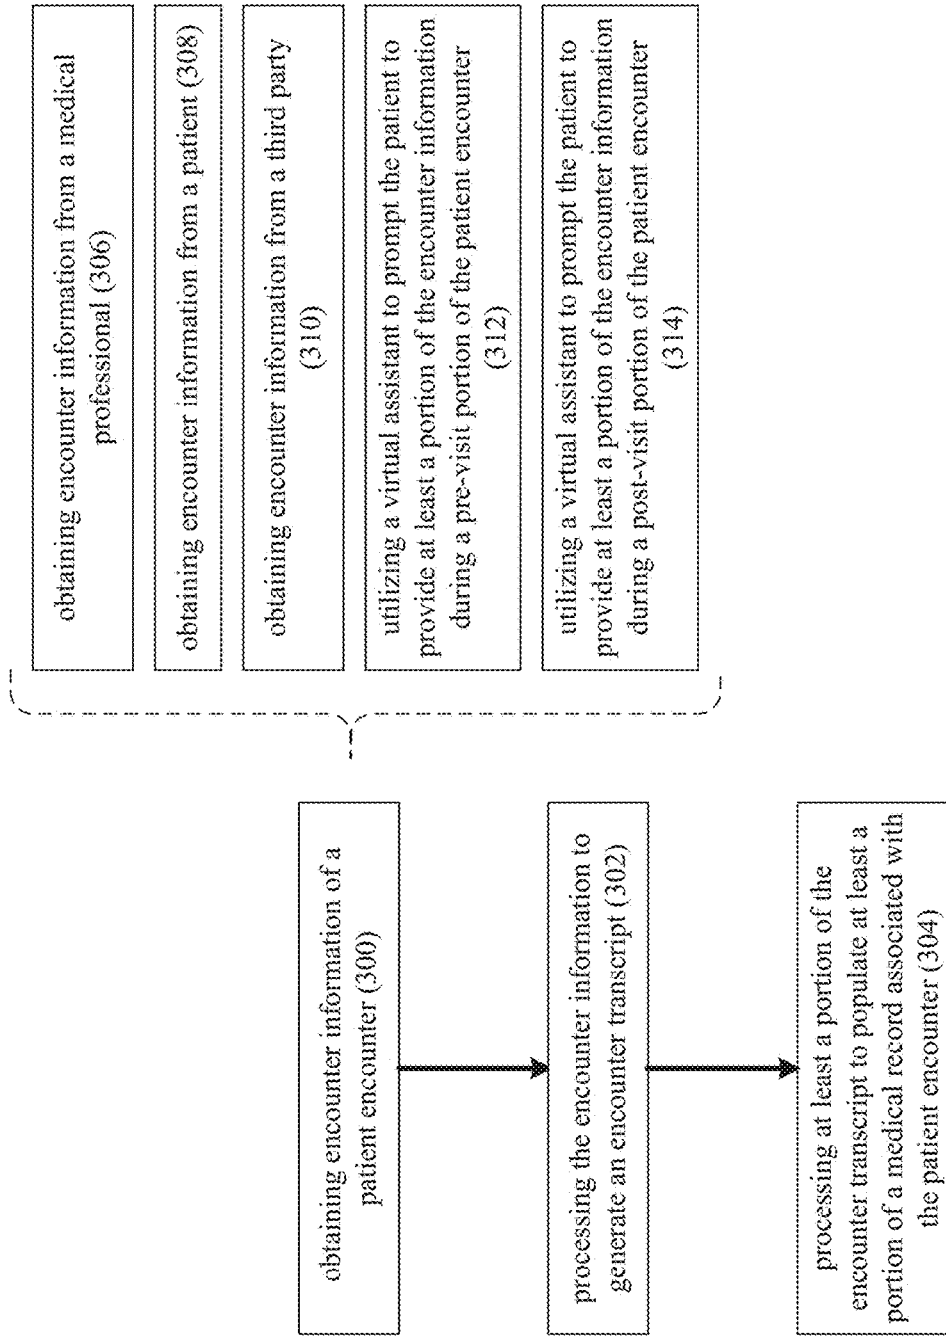 obtaining encounter information of a
patient encounter (300)
processing the encounter information to
generate an encounter transcript (302)
processing at least a portion of the
encounter transcript to populate at least a
portion of a medical record associated with
the patient encounter (304)
obtaining encounter information from a medical
professional (306)
obtaining encounter information from a patient (308)
obtaining encounter information from a third party
(310)
utilizing a virtual assistant to prompt the patient to
provide at least a portion of the encounter information
during a pre-visit portion of the patient encounter
(312)
utilizing a virtual assistant to prompt the patient to
provide at least a portion of the encounter information
during a post-visit portion of the patient encounter
(314)